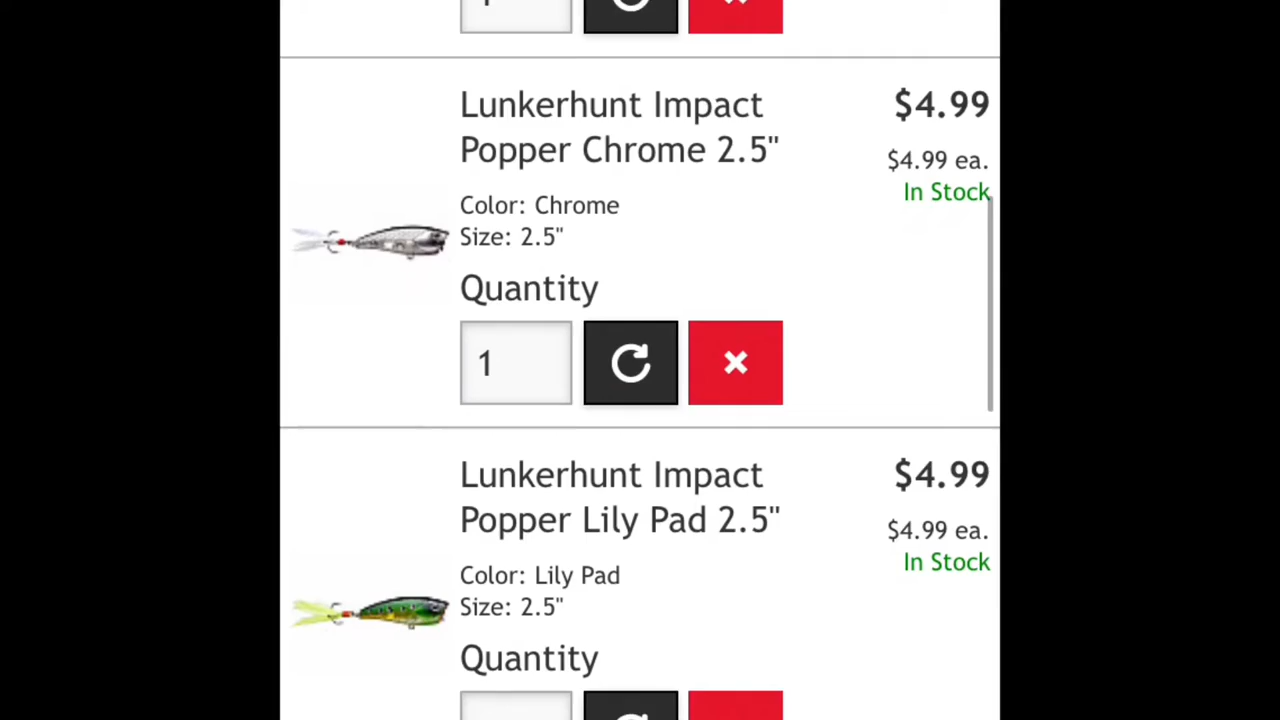 Lunkerhunt Impact
Popper Chrome 2.5"
$4.99
$4.99 ea.
In Stock
Color: Chrome
Size: 2.5"
Quantity
1
Lunkerhunt Impact
Popper Lily Pad 2.5"
$4.99
$4.99 ea.
In Stock
Color: Lily Pad
Size: 2.5"
Quantity